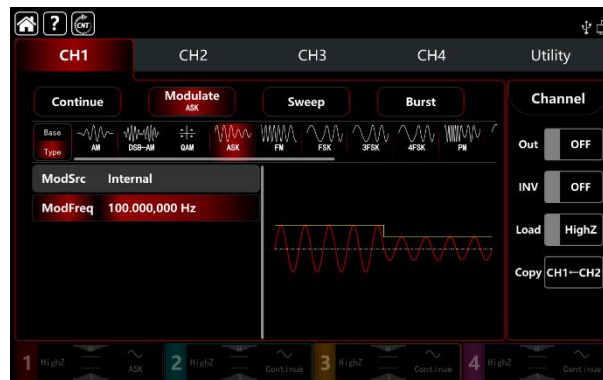 ? CNT
CH1 CH2 CH3 CH4 Utility
Continue Modulate ASK Sweep Burst Channel
Base Type AM DSB-AM QAM ASK FM FSK 3FSK 4FSK PM
Out OFF
ModSrc Internal
INV OFF
ModFreq 100.000,000 Hz
Load HighZ
Copy CH1←CH2
1 HighZ ASK 2 HighZ Continue 3 HighZ Continue 4 HighZ Continue